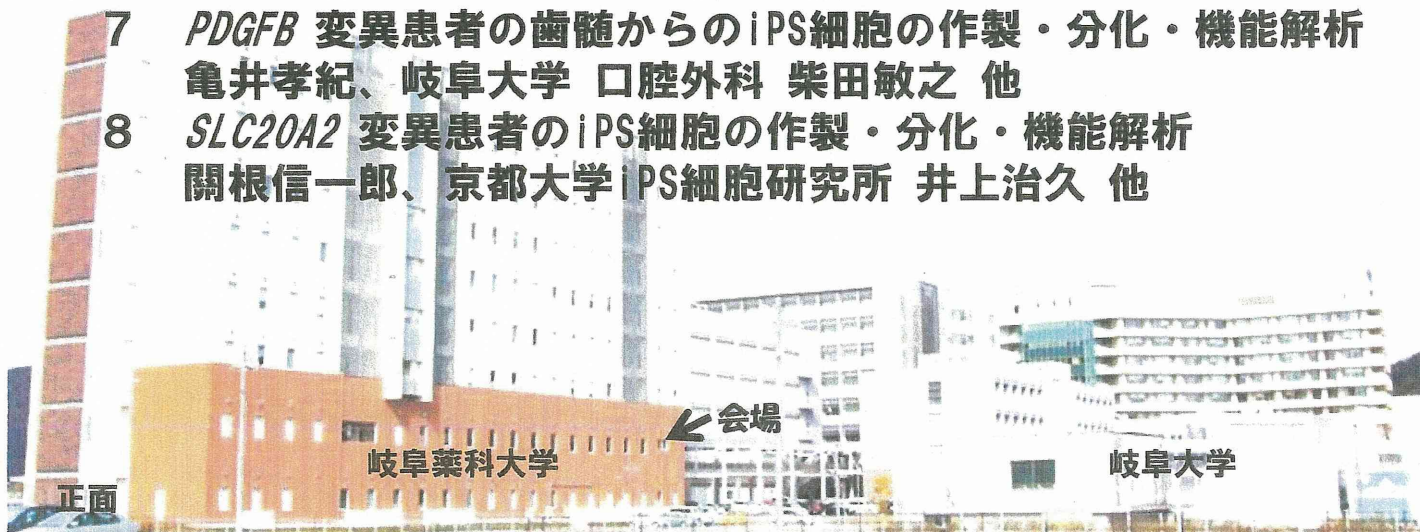 7 PDGFB 変異患者の歯髄からのiPS細胞の作製・分化・機能解析
亀井孝紀、岐阜大学 口腔外科 柴田敏之 他
8 SLC20A2 変異患者のiPS細胞の作製・分化・機能解析
關根信一郎、京都大学iPS細胞研究所 井上治久 他
会場
岐阜薬科大学
岐阜大学
正面